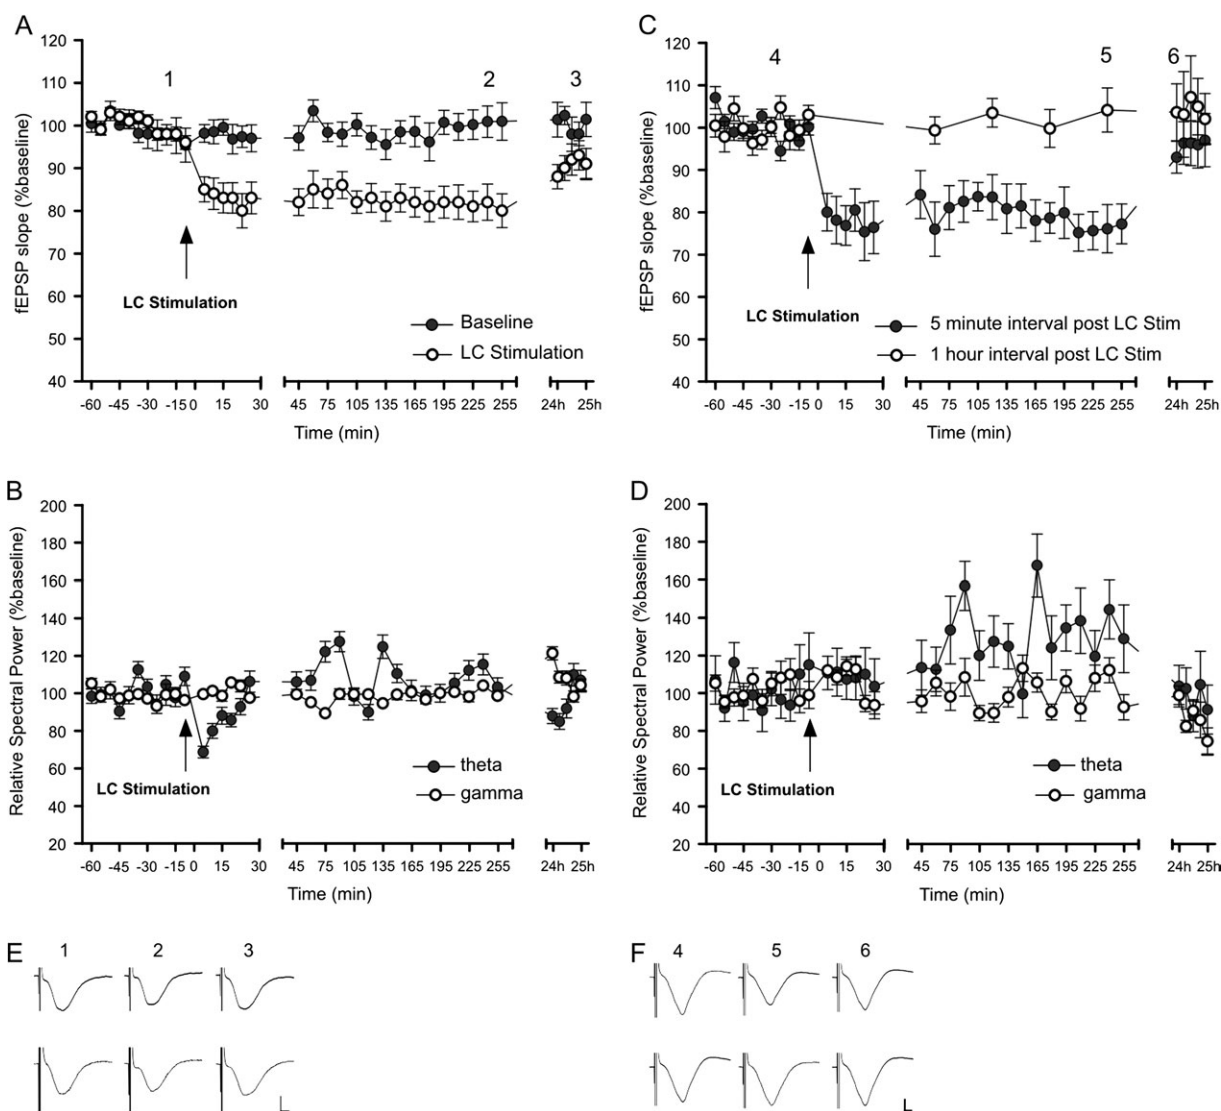 A
120
110
100
90
80
70
60
50
40
fEPSP slope (%baseline)
1
2
3
LC Stimulation
Baseline
LC Stimulation
-60 -45 -30 -15 0 15 30 45 75 105 135 165 195 225 255 24h 25h
Time (min)
C
120
110
100
90
80
70
60
50
40
fEPSP slope (%baseline)
4
5
6
LC Stimulation
5 minute interval post LC Stim
1 hour interval post LC Stim
-60 -45 -30 -15 0 15 30 45 75 105 135 165 195 225 255 24h 25h
Time (min)
B
200
180
160
140
120
100
80
60
40
20
Relative Spectral Power (%baseline)
LC Stimulation
theta
gamma
-60 -45 -30 -15 0 15 30 45 75 105 135 165 195 225 255 24h 25h
Time (min)
D
200
180
160
140
120
100
80
60
40
20
Relative Spectral Power (%baseline)
LC Stimulation
theta
gamma
-60 -45 -30 -15 0 15 30 45 75 105 135 165 195 225 255 24h 25h
Time (min)
E
1 2 3
F
4 5 6